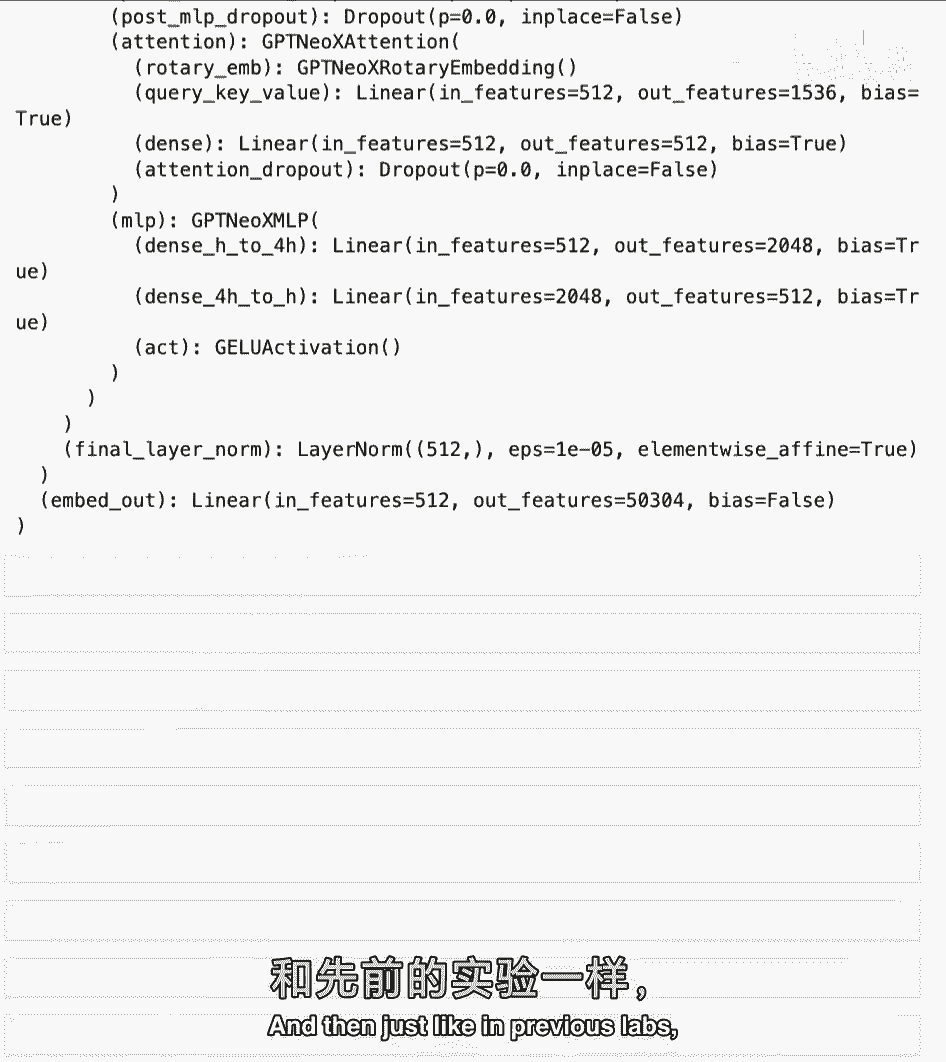 (post_mlp_dropout): Dropout(p=0.0, inplace=False)
(attention): GPTNeoXAttention(
(rotary_emb): GPTNeoXRotaryEmbedding()
(query_key_value): Linear(in_features=512, out_features=1536, bias=
True)
(dense): Linear(in_features=512, out_features=512, bias=True)
(attention_dropout): Dropout(p=0.0, inplace=False)
)
(mlp): GPTNeoXMLP(
(dense_h_to_4h): Linear(in_features=512, out_features=2048, bias=Tr
ue)
(dense_4h_to_h): Linear(in_features=2048, out_features=512, bias=Tr
ue)
(act): GELUActivation()
)
)
)
(final_layer_norm): LayerNorm((512,), eps=1e-05, elementwise_affine=True)
)
(embed_out): Linear(in_features=512, out_features=50304, bias=False)
)
和先前的实验一样，
And then just like in previous labs,